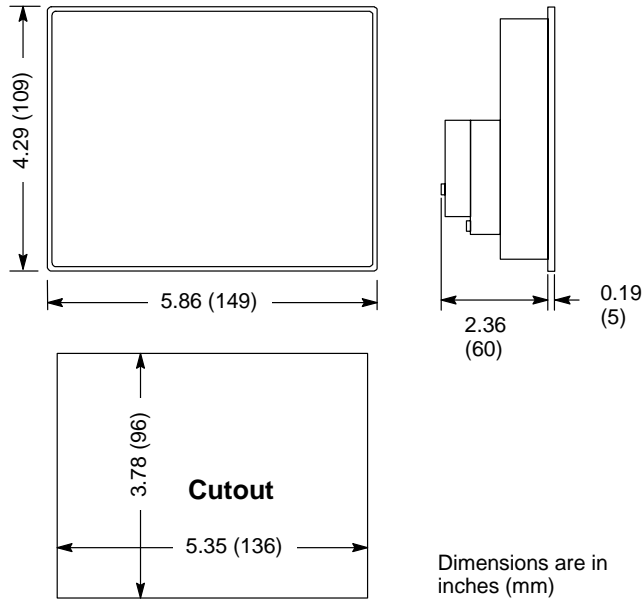 4.29 (109)
5.86 (149)
2.36
(60)
0.19
(5)
3.78 (96)
Cutout
5.35 (136)
Dimensions are in
inches (mm)